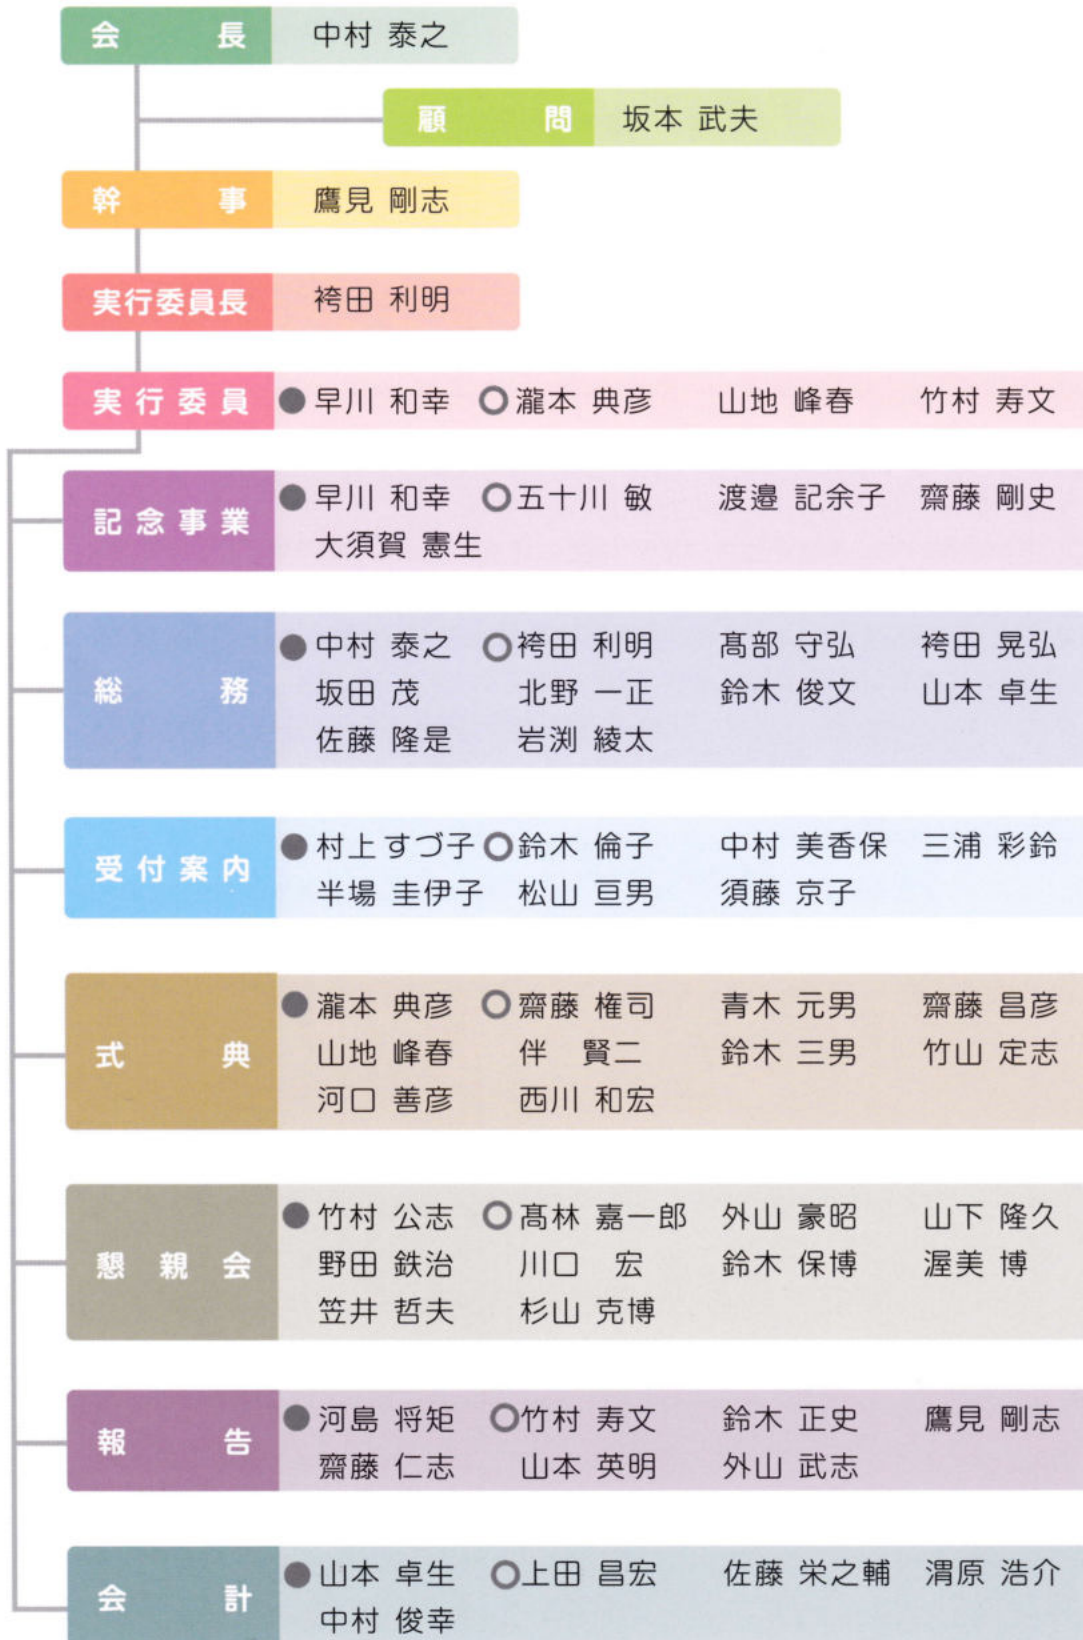 会長 中村 泰之
顧問 坂本 武夫
幹事 鷹見 剛志
実行委員長 袴田 利明
実行委員 ●早川 和幸 ○瀧本 典彦 山地 峰春 竹村 寿文
記念事業 ●早川 和幸 ○五十川 敏 渡邉 記余子 齋藤 剛史
大須賀 憲生
総務 ●中村 泰之 ○袴田 利明 髙部 守弘 袴田 晃弘
坂田 茂 北野 一正 鈴木 俊文 山本 卓生
佐藤 隆是 岩渕 綾太
受付案内 ●村上 すづ子 ○鈴木 倫子 中村 美香保 三浦 彩鈴
半場 圭伊子 松山 亘男 須藤 京子
式典 ●瀧本 典彦 ○齋藤 権司 青木 元男 齋藤 昌彦
山地 峰春 伴 賢二 鈴木 三男 竹山 定志
河口 善彦 西川 和宏
懇親会 ●竹村 公志 ○髙林 嘉一郎 外山 豪昭 山下 隆久
野田 鉄治 川口 宏 鈴木 保博 渥美 博
笠井 哲夫 杉山 克博
報告 ●河島 将矩 ○竹村 寿文 鈴木 正史 鷹見 剛志
齋藤 仁志 山本 英明 外山 武志
会計 ●山本 卓生 ○上田 昌宏 佐藤 栄之輔 渭原 浩介
中村 俊幸